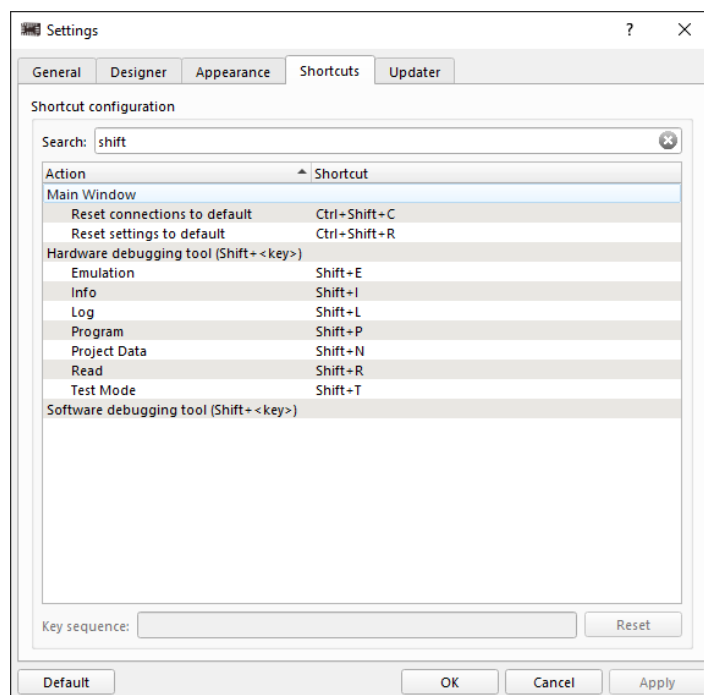 Settings ?
General Designer Appearance Shortcuts Updater
Shortcut configuration
Search: shift
Action Shortcut
Main Window
Reset connections to default Ctrl+Shift+C
Reset settings to default Ctrl+Shift+R
Hardware debugging tool (Shift+<key>)
Emulation Shift+E
Info Shift+I
Log Shift+L
Program Shift+P
Project Data Shift+N
Read Shift+R
Test Mode Shift+T
Software debugging tool (Shift+<key>)
Key sequence: Reset
Default OK Cancel Apply